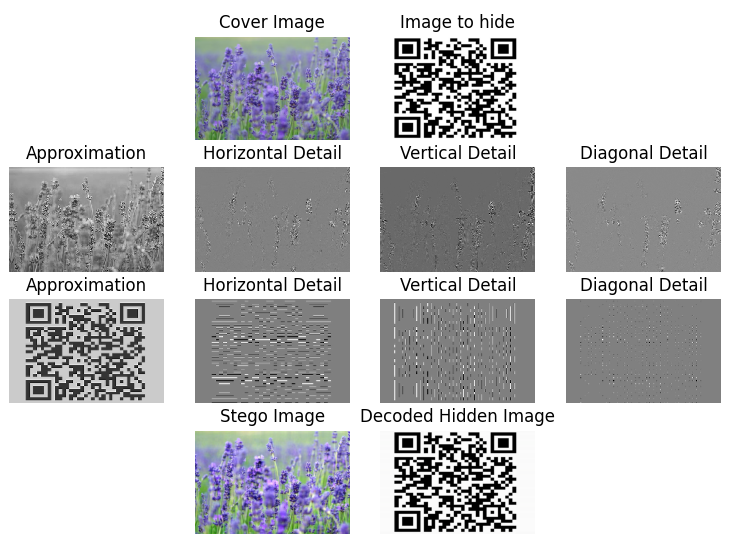 Cover Image
Image to hide
Approximation
Horizontal Detail
Vertical Detail
Diagonal Detail
Approximation
Horizontal Detail
Vertical Detail
Diagonal Detail
Stego Image
Decoded Hidden Image